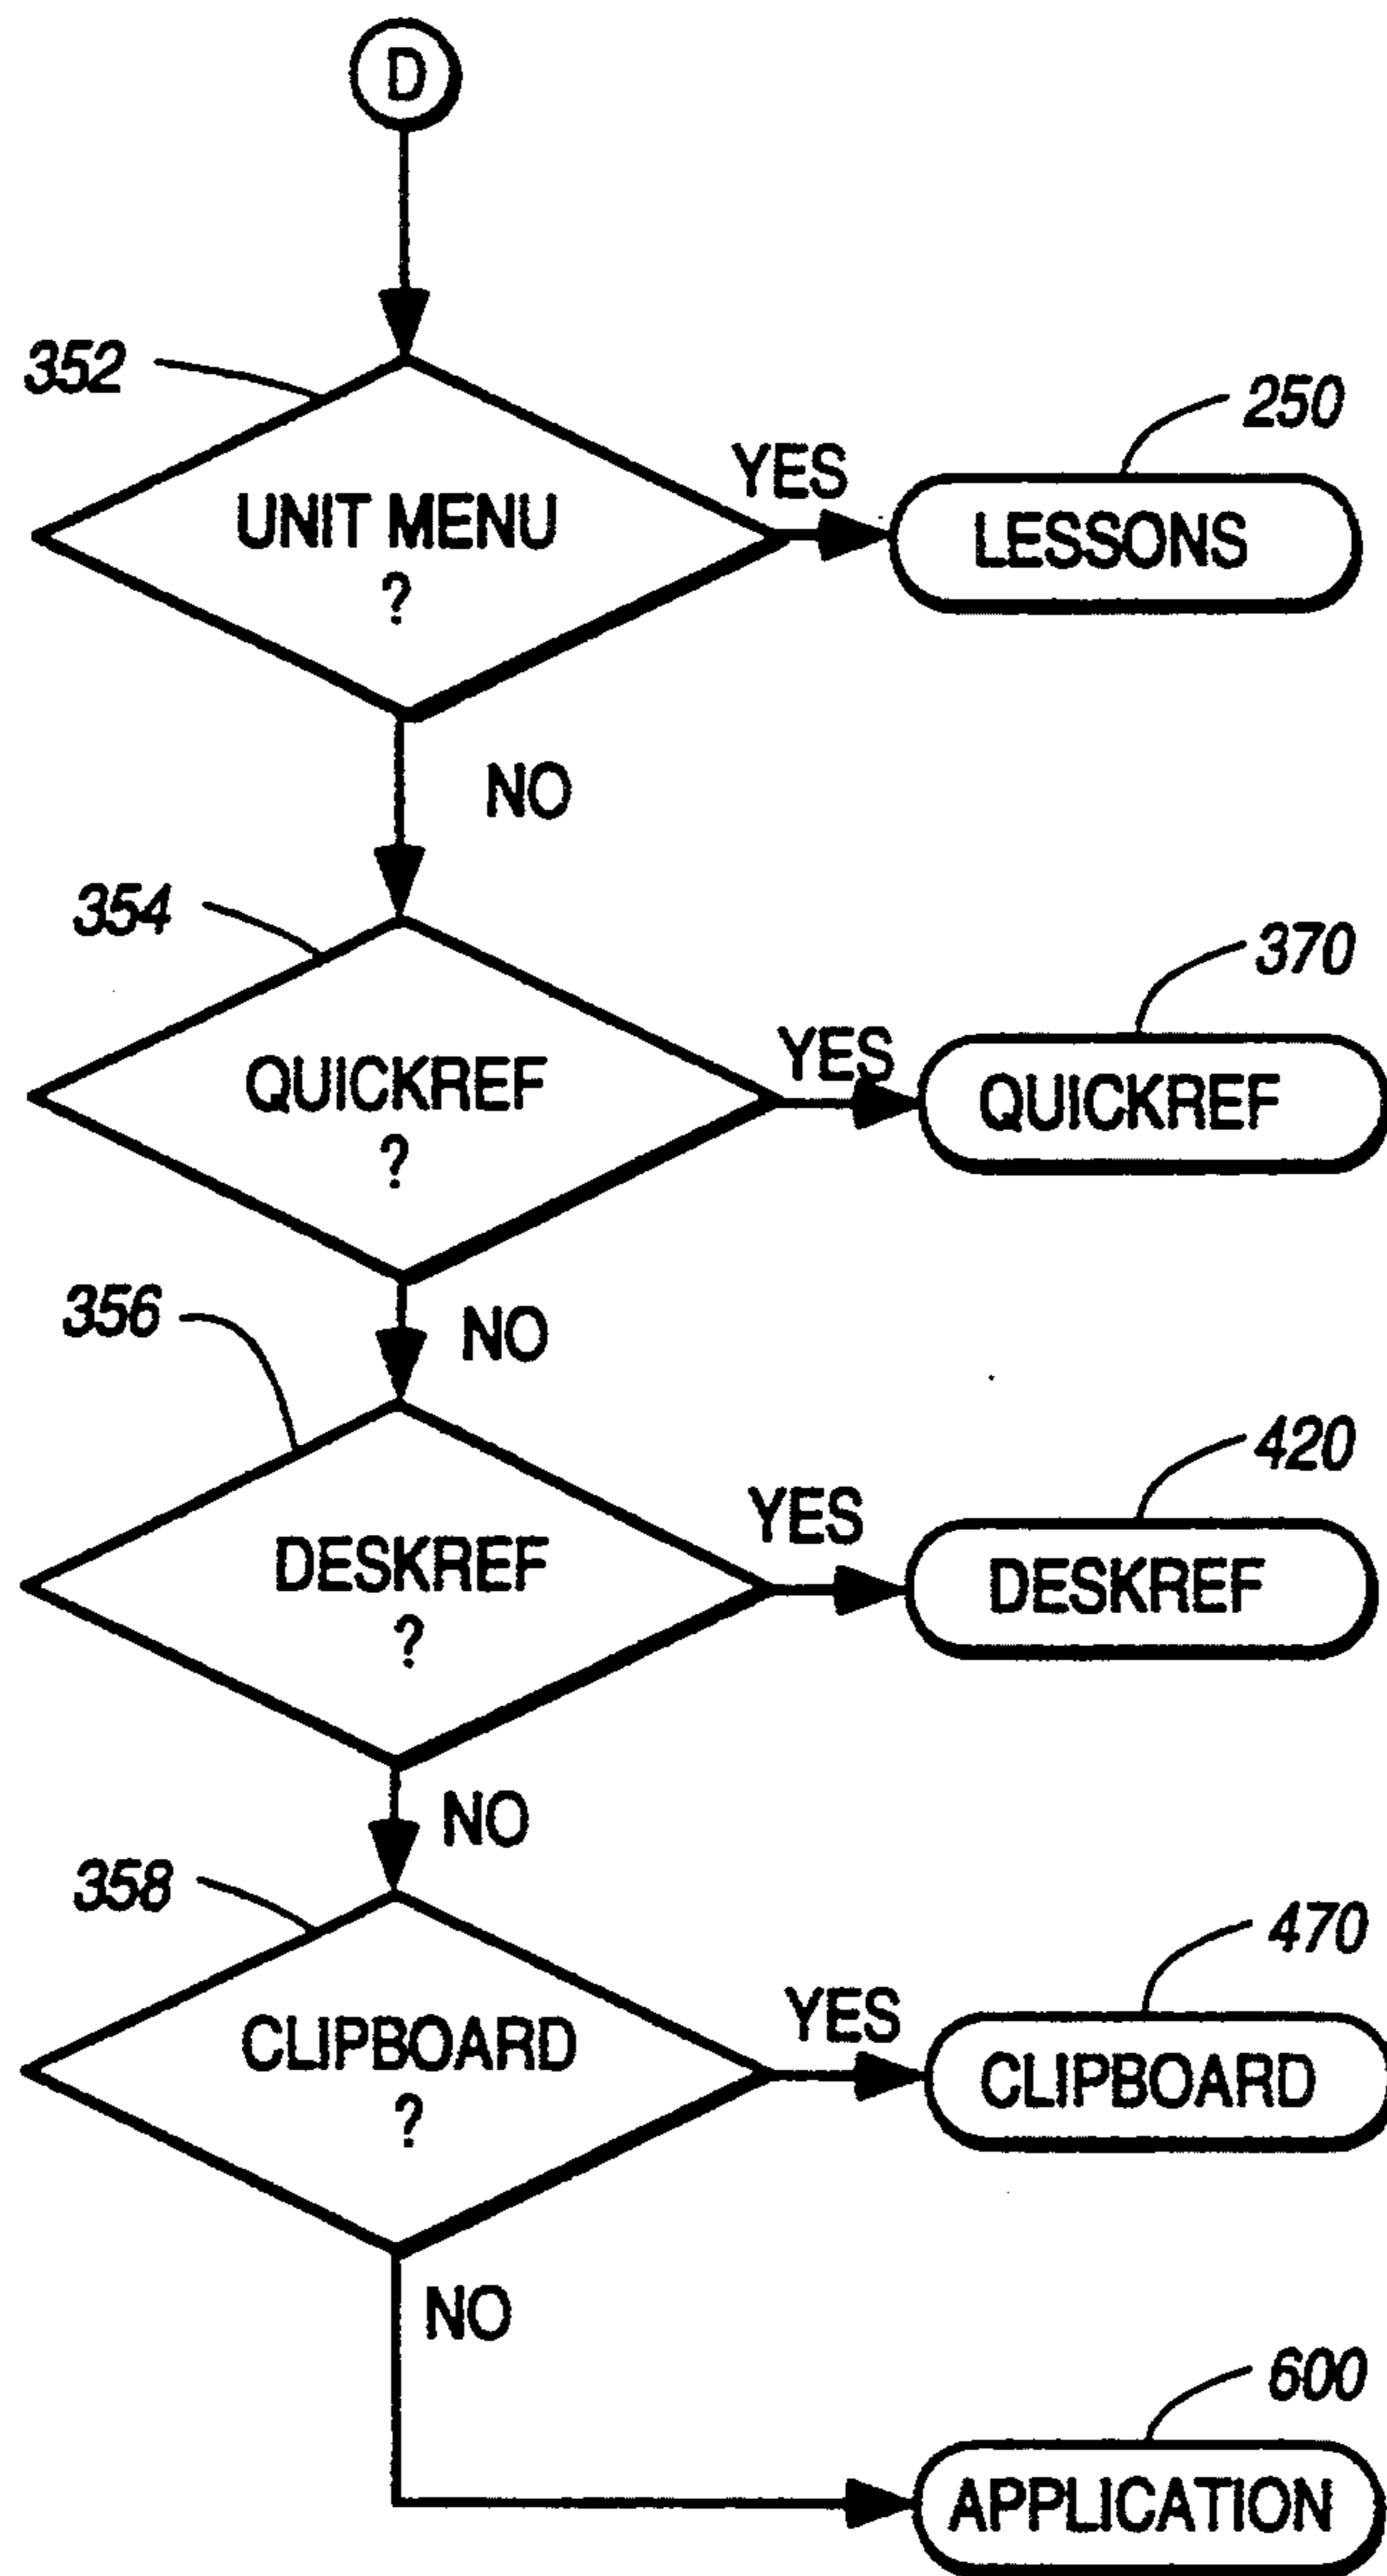 D
352
250
YES
UNIT MENU
LESSONS
?
NO
354
370
YES
QUICKREF
QUICKREF
?
356
NO
420
YES
DESKREF
DESKREF
?
NO
358
470
YES
CLIPBOARD
CLIPBOARD
?
NO
600
APPLICATION